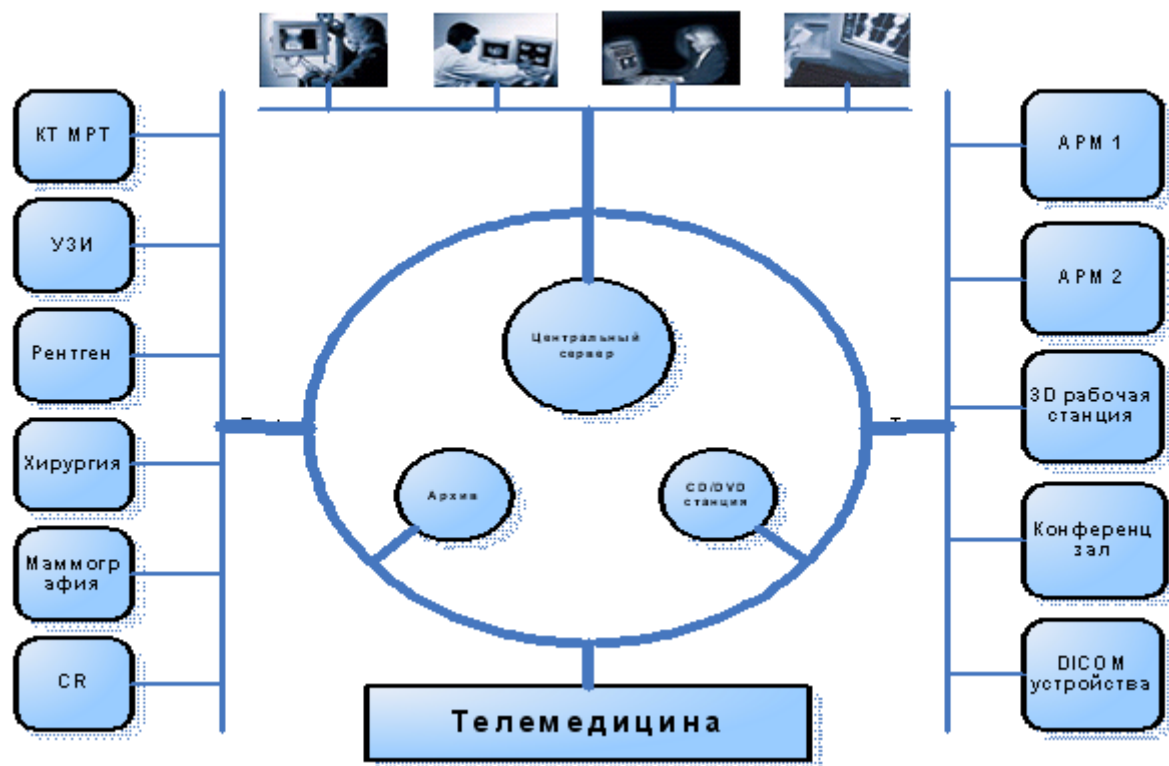 КТ МРТ
УЗИ
Рентген
Хирургия
Маммогр
афия
CR
Центральный
сервер
Архив
CD/DVD
станция
Телемедицина
АРМ 1
АРМ 2
3D рабочая
станция
Конференц
зал
DICOM
устройства